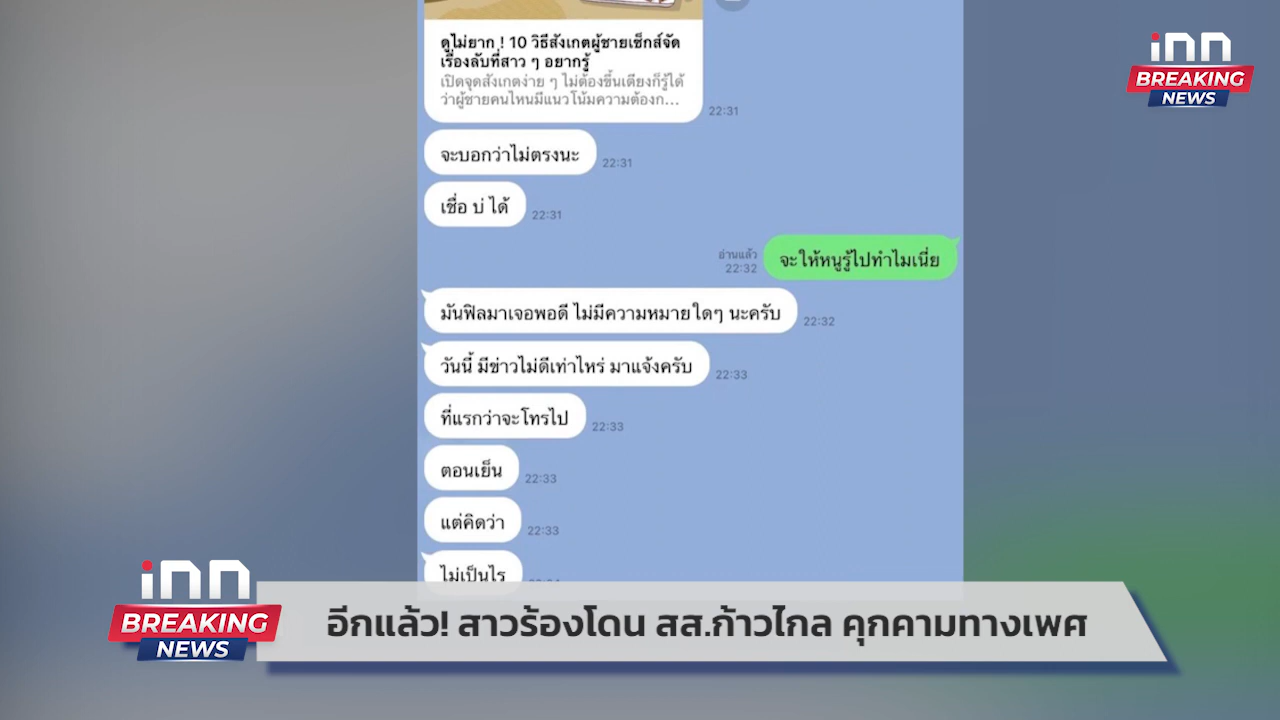 ดูไม่ยาก ! 10 วิธีสังเกตผู้ชายเซ็กส์จัด
เรื่องลับที่สาว ๆ อยากรู้
เปิดจุดสังเกตง่าย ๆ ไม่ต้องขึ้นเตียงก็รู้ได้
ว่าผู้ชายคนไหนมีแนวโน้มความต้องก...
22:31
จะบอกว่าไม่ตรงนะ
22:31
เชื่อ บ่ ได้
22:31
อ่านแล้ว
22:32
จะให้หนูรู้ไปทำไมเนี่ย
มันฟิลมาเจอพอดี ไม่มีความหมายใดๆ นะครับ
22:32
วันนี้ มีข่าวไม่ดีเท่าไหร่ มาแจ้งครับ
22:33
ที่แรกว่าจะโทรไป
22:33
ตอนเย็น
22:33
แต่คิดว่า
22:33
ไม่เป็นไร
inn
BREAKING
NEWS
inn
BREAKING
NEWS
อีกแล้ว! สาวร้องโดน สส.ก้าวไกล คุกคามทางเพศ